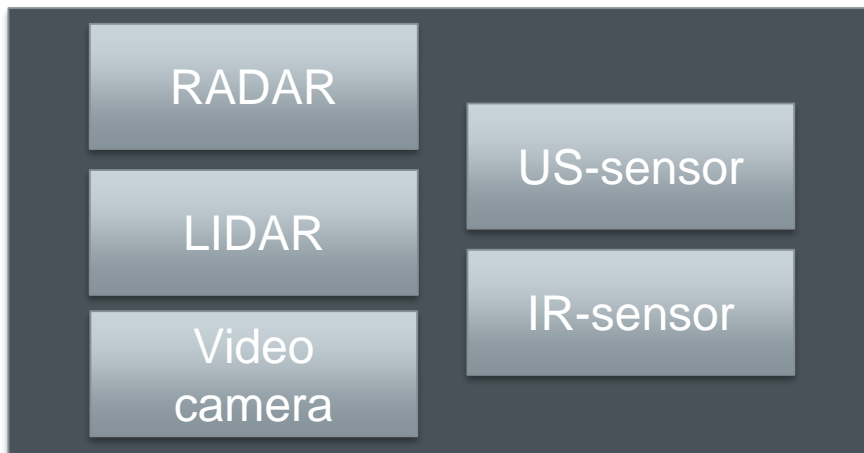 RADAR
LIDAR
Video
camera
US-sensor
IR-sensor